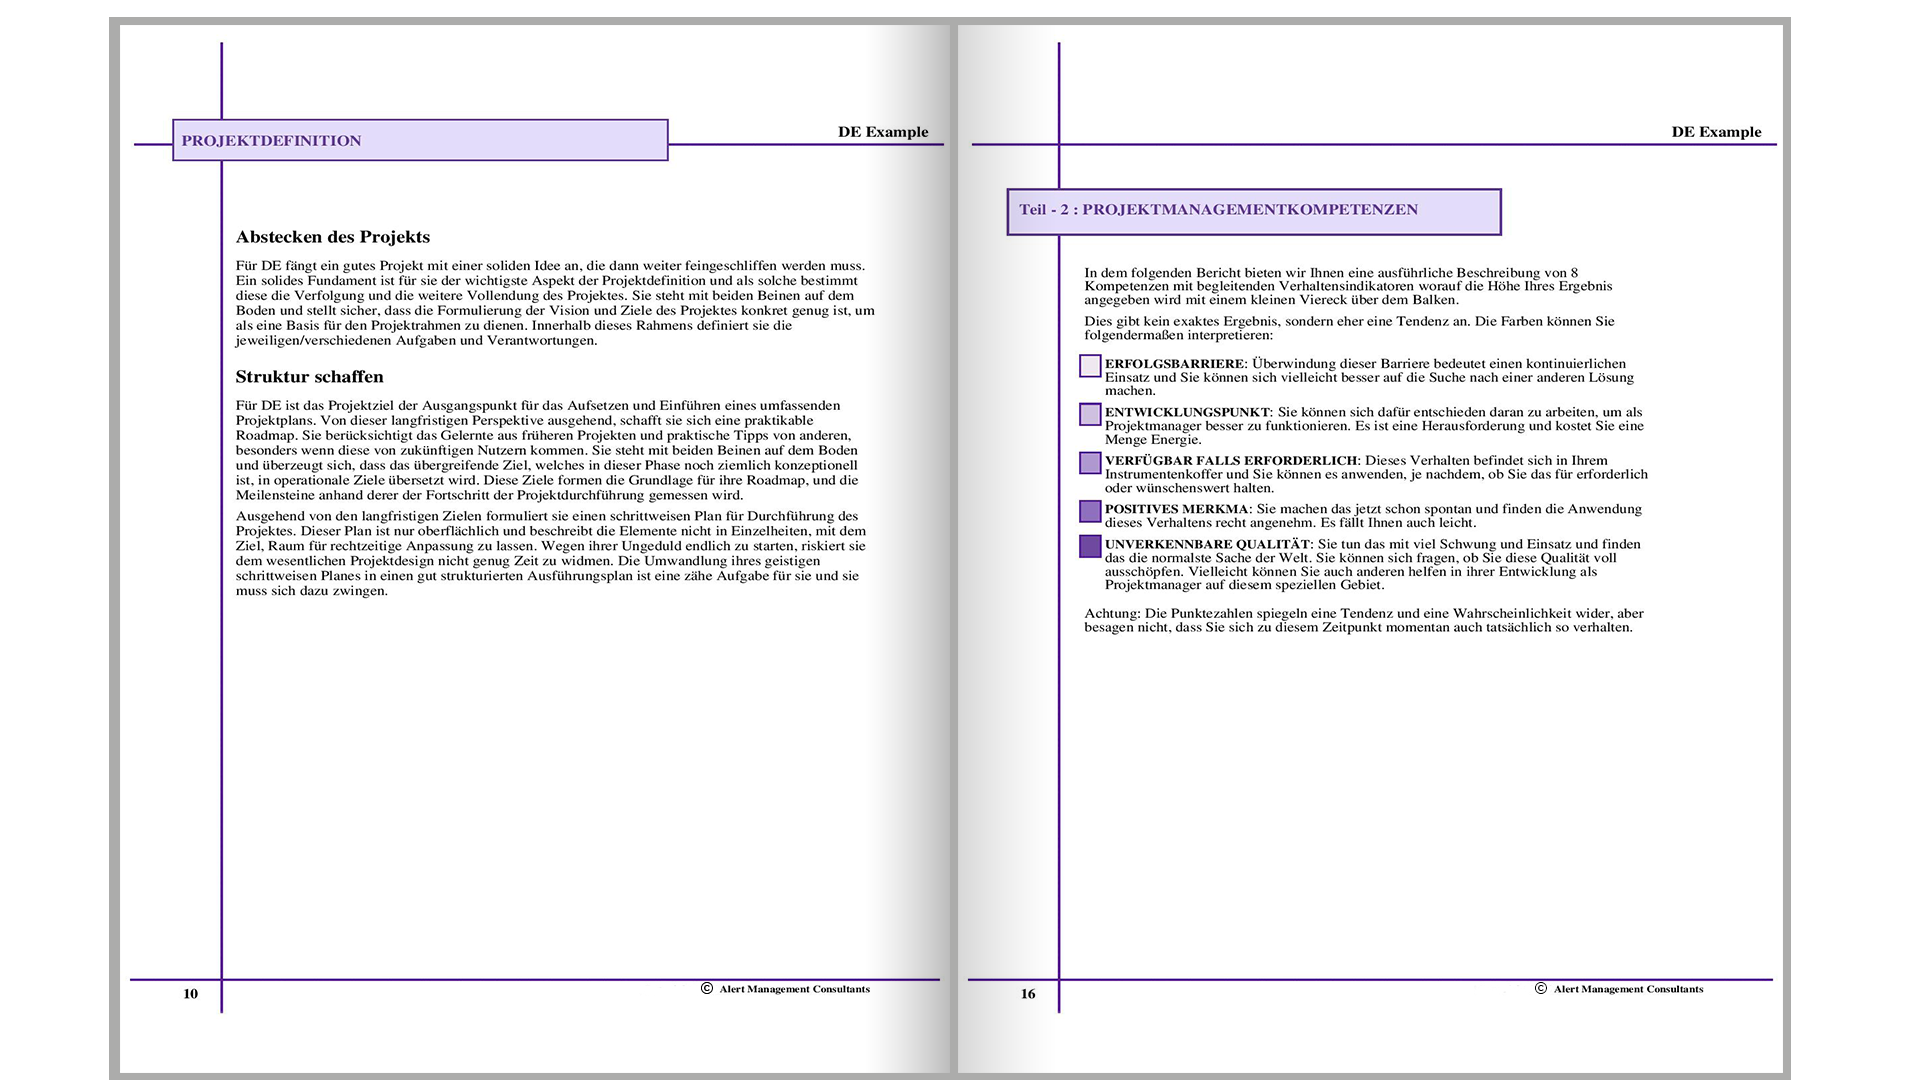 DE Example
PROJEKTDEFINITION
Abstecken des Projekts
Für DE fängt ein gutes Projekt mit einer soliden Idee an, die dann weiter feingeschliffen werden muss.
Ein solides Fundament ist für sie der wichtigste Aspekt der Projektdefinition und als solche bestimmt
diese die Verfolgung und die weitere Vollendung des Projektes. Sie steht mit beiden Beinen auf dem
Boden und stellt sicher, dass die Formulierung der Vision und Ziele des Projektes konkret genug ist, um
als eine Basis für den Projektrahmen zu dienen. Innerhalb dieses Rahmens definiert sie die
jeweiligen/verschiedenen Aufgaben und Verantwortungen.
Struktur schaffen
Für DE ist das Projektziel der Ausgangspunkt für das Aufsetzen und Einführen eines umfassenden
Projektplans. Von dieser langfristigen Perspektive ausgehend, schafft sie sich eine praktikable
Roadmap. Sie berücksichtigt das Gelernte aus früheren Projekten und praktische Tipps von anderen,
besonders wenn diese von zukünftigen Nutzern kommen. Sie steht mit beiden Beinen auf dem Boden
und überzeugt sich, dass das übergreifende Ziel, welches in dieser Phase noch ziemlich konzeptionell
ist, in operationale Ziele übersetzt wird. Diese Ziele formen die Grundlage für ihre Roadmap, und die
Meilensteine anhand derer der Fortschritt der Projektdurchführung gemessen wird.
Ausgehend von den langfristigen Zielen formuliert sie einen schrittweisen Plan für Durchführung des
Projektes. Dieser Plan ist nur oberflächlich und beschreibt die Elemente nicht in Einzelheiten, mit dem
Ziel, Raum für rechtzeitige Anpassung zu lassen. Wegen ihrer Ungeduld endlich zu starten, riskiert sie
dem wesentlichen Projektdesign nicht genug Zeit zu widmen. Die Umwandlung ihres geistigen
schrittweisen Planes in einen gut strukturierten Ausführungsplan ist eine zähe Aufgabe für sie und sie
muss sich dazu zwingen.
10
© Alert Management Consultants
DE Example
Teil - 2 : PROJEKTMANAGEMENTKOMPETENZEN
In dem folgenden Bericht bieten wir Ihnen eine ausführliche Beschreibung von 8
Kompetenzen mit begleitenden Verhaltensindikatoren worauf die Höhe Ihres Ergebnis
angegeben wird mit einem kleinen Viereck über dem Balken.
Dies gibt kein exaktes Ergebnis, sondern eher eine Tendenz an. Die Farben können Sie
folgendermaßen interpretieren:
ERFOLGSBARRIERE: Überwindung dieser Barriere bedeutet einen kontinuierlichen
Einsatz und Sie können sich vielleicht besser auf die Suche nach einer anderen Lösung
machen.
ENTWICKLUNGSPUNKT: Sie können sich dafür entschieden daran zu arbeiten, um als
Projektmanager besser zu funktionieren. Es ist eine Herausforderung und kostet Sie eine
Menge Energie.
VERFÜGBAR FALLS ERFORDERLICH: Dieses Verhalten befindet sich in Ihrem
Instrumentenkoffer und Sie können es anwenden, je nachdem, ob Sie das für erforderlich
oder wünschenswert halten.
POSITIVES MERKMA: Sie machen das jetzt schon spontan und finden die Anwendung
dieses Verhaltens recht angenehm. Es fällt Ihnen auch leicht.
UNVERKENNBARE QUALITÄT: Sie tun das mit viel Schwung und Einsatz und finden
das die normalste Sache der Welt. Sie können sich fragen, ob Sie diese Qualität voll
ausschöpfen. Vielleicht können Sie auch anderen helfen in ihrer Entwicklung als
Projektmanager auf diesem speziellen Gebiet.
Achtung: Die Punktezahlen spiegeln eine Tendenz und eine Wahrscheinlichkeit wider, aber
besagen nicht, dass Sie sich zu diesem Zeitpunkt momentan auch tatsächlich so verhalten.
16
© Alert Management Consultants